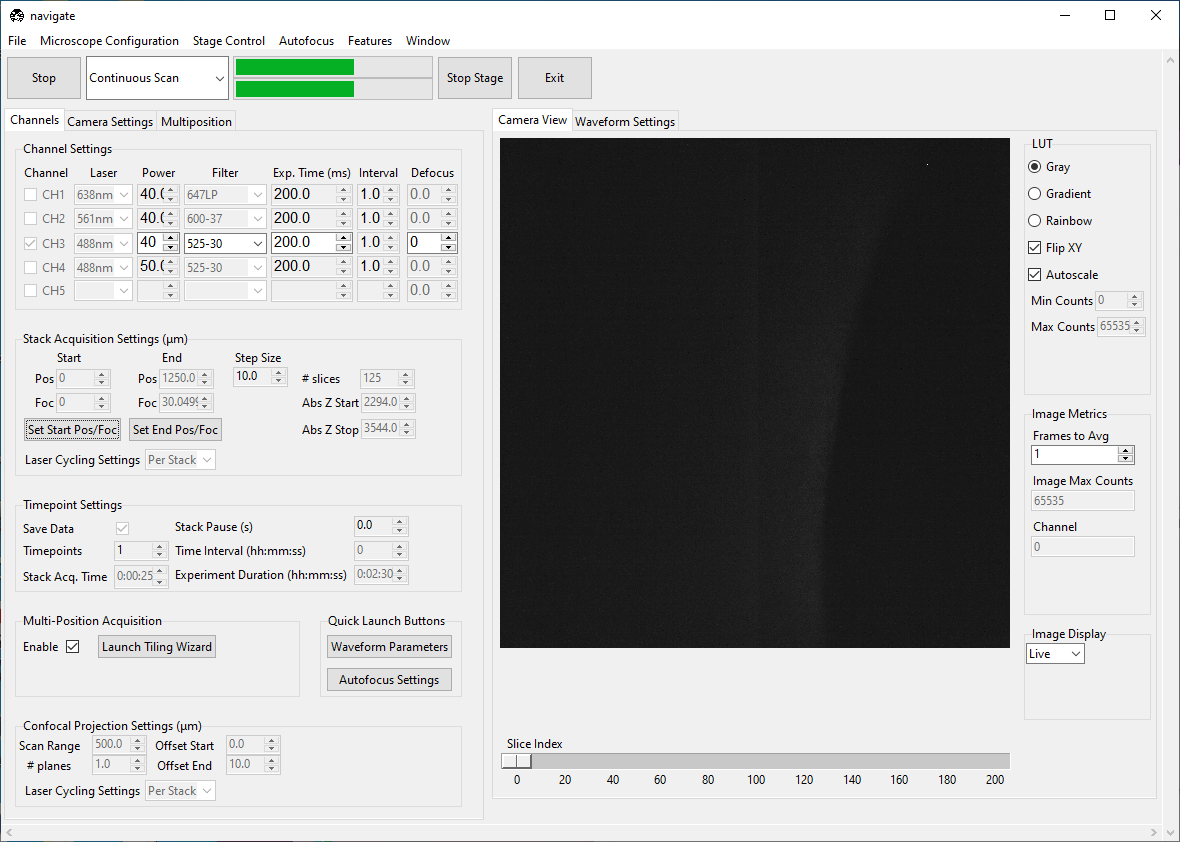 navigate
File Microscope Configuration Stage Control Autofocus Features Window
Stop Continuous Scan Stop Stage Exit
Channels Camera Settings Multiposition
Channel Settings
Channel Laser Power Filter Exp. Time (ms) Interval Defocus
CH1 638nm 40.0 647LP 200.0 1.0 0.0
CH2 561nm 40.0 600-37 200.0 1.0 0.0
CH3 488nm 40 525-30 200.0 1.0 0
CH4 488nm 50.0 525-30 200.0 1.0 0.0
CH5 0.0
Stack Acquisition Settings (µm)
Start End Step Size
Pos 0 Pos 1250.0 10.0 # slices 125
Foc 0 Foc 30.0499 Abs Z Start 2294.0
Set Start Pos/Foc Set End Pos/Foc Abs Z Stop 3544.0
Laser Cycling Settings Per Stack
Timepoint Settings
Save Data Stack Pause (s) 0.0
Timepoints 1 Time Interval (hh:mm:ss) 0
Stack Acq. Time 0:00:25 Experiment Duration (hh:mm:ss) 0:02:30
Multi-Position Acquisition
Enable Launch Tiling Wizard
Quick Launch Buttons
Waveform Parameters
Autofocus Settings
Confocal Projection Settings (µm)
Scan Range 500.0 Offset Start 0.0
# planes 1.0 Offset End 10.0
Laser Cycling Settings Per Stack
Camera View Waveform Settings
Slice Index
0 20 40 60 80 100 120 140 160 180 200
LUT
Gray
Gradient
Rainbow
Flip XY
Autoscale
Min Counts 0
Max Counts 65535
Image Metrics
Frames to Avg
1
Image Max Counts
65535
Channel
0
Image Display
Live